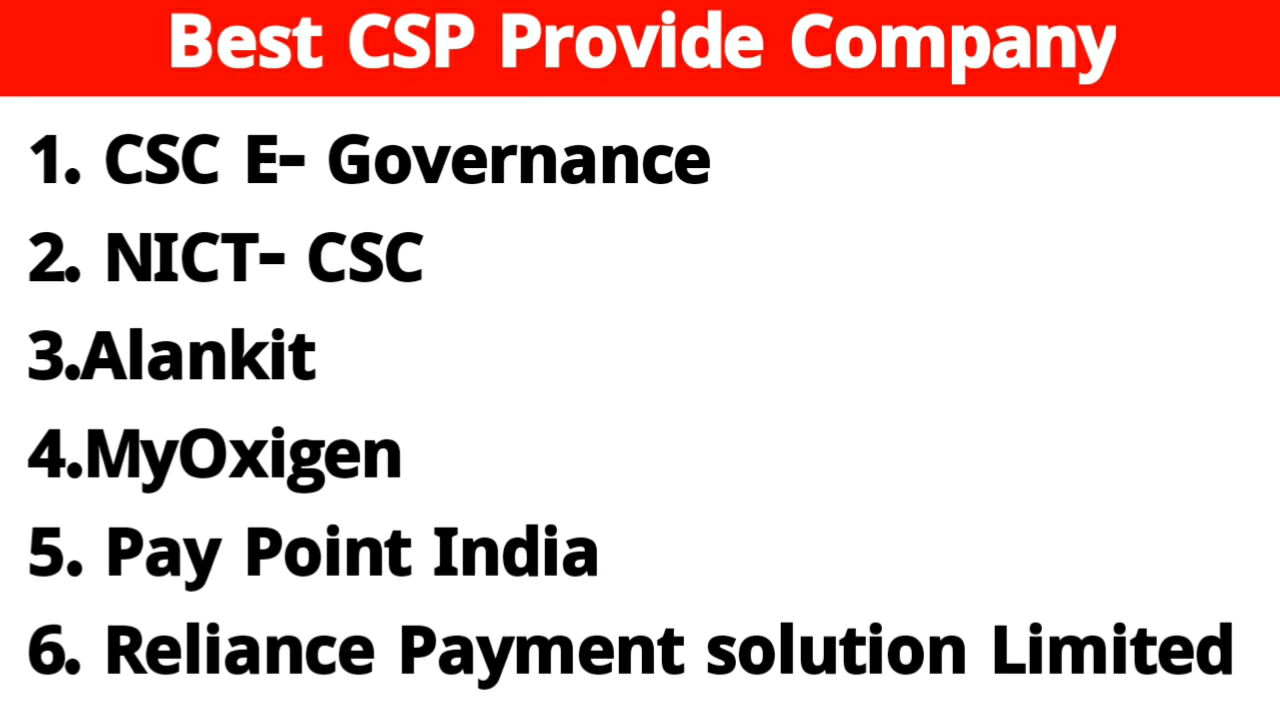 Best CSP Provide Company
1. CSC E- Governance
2. NICT- CSC
3.Alankit
4.MyOxigen
5. Pay Point India
6. Reliance Payment solution Limited